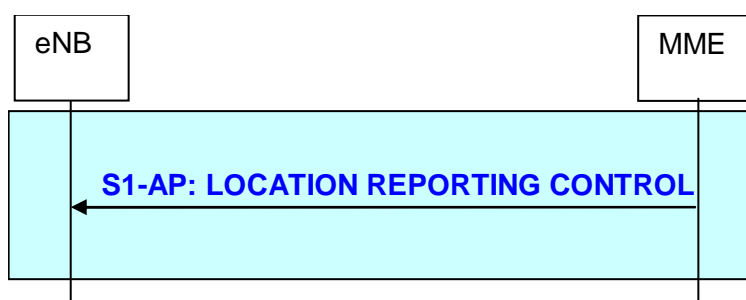 eNB
MME
S1-AP: LOCATION REPORTING CONTROL